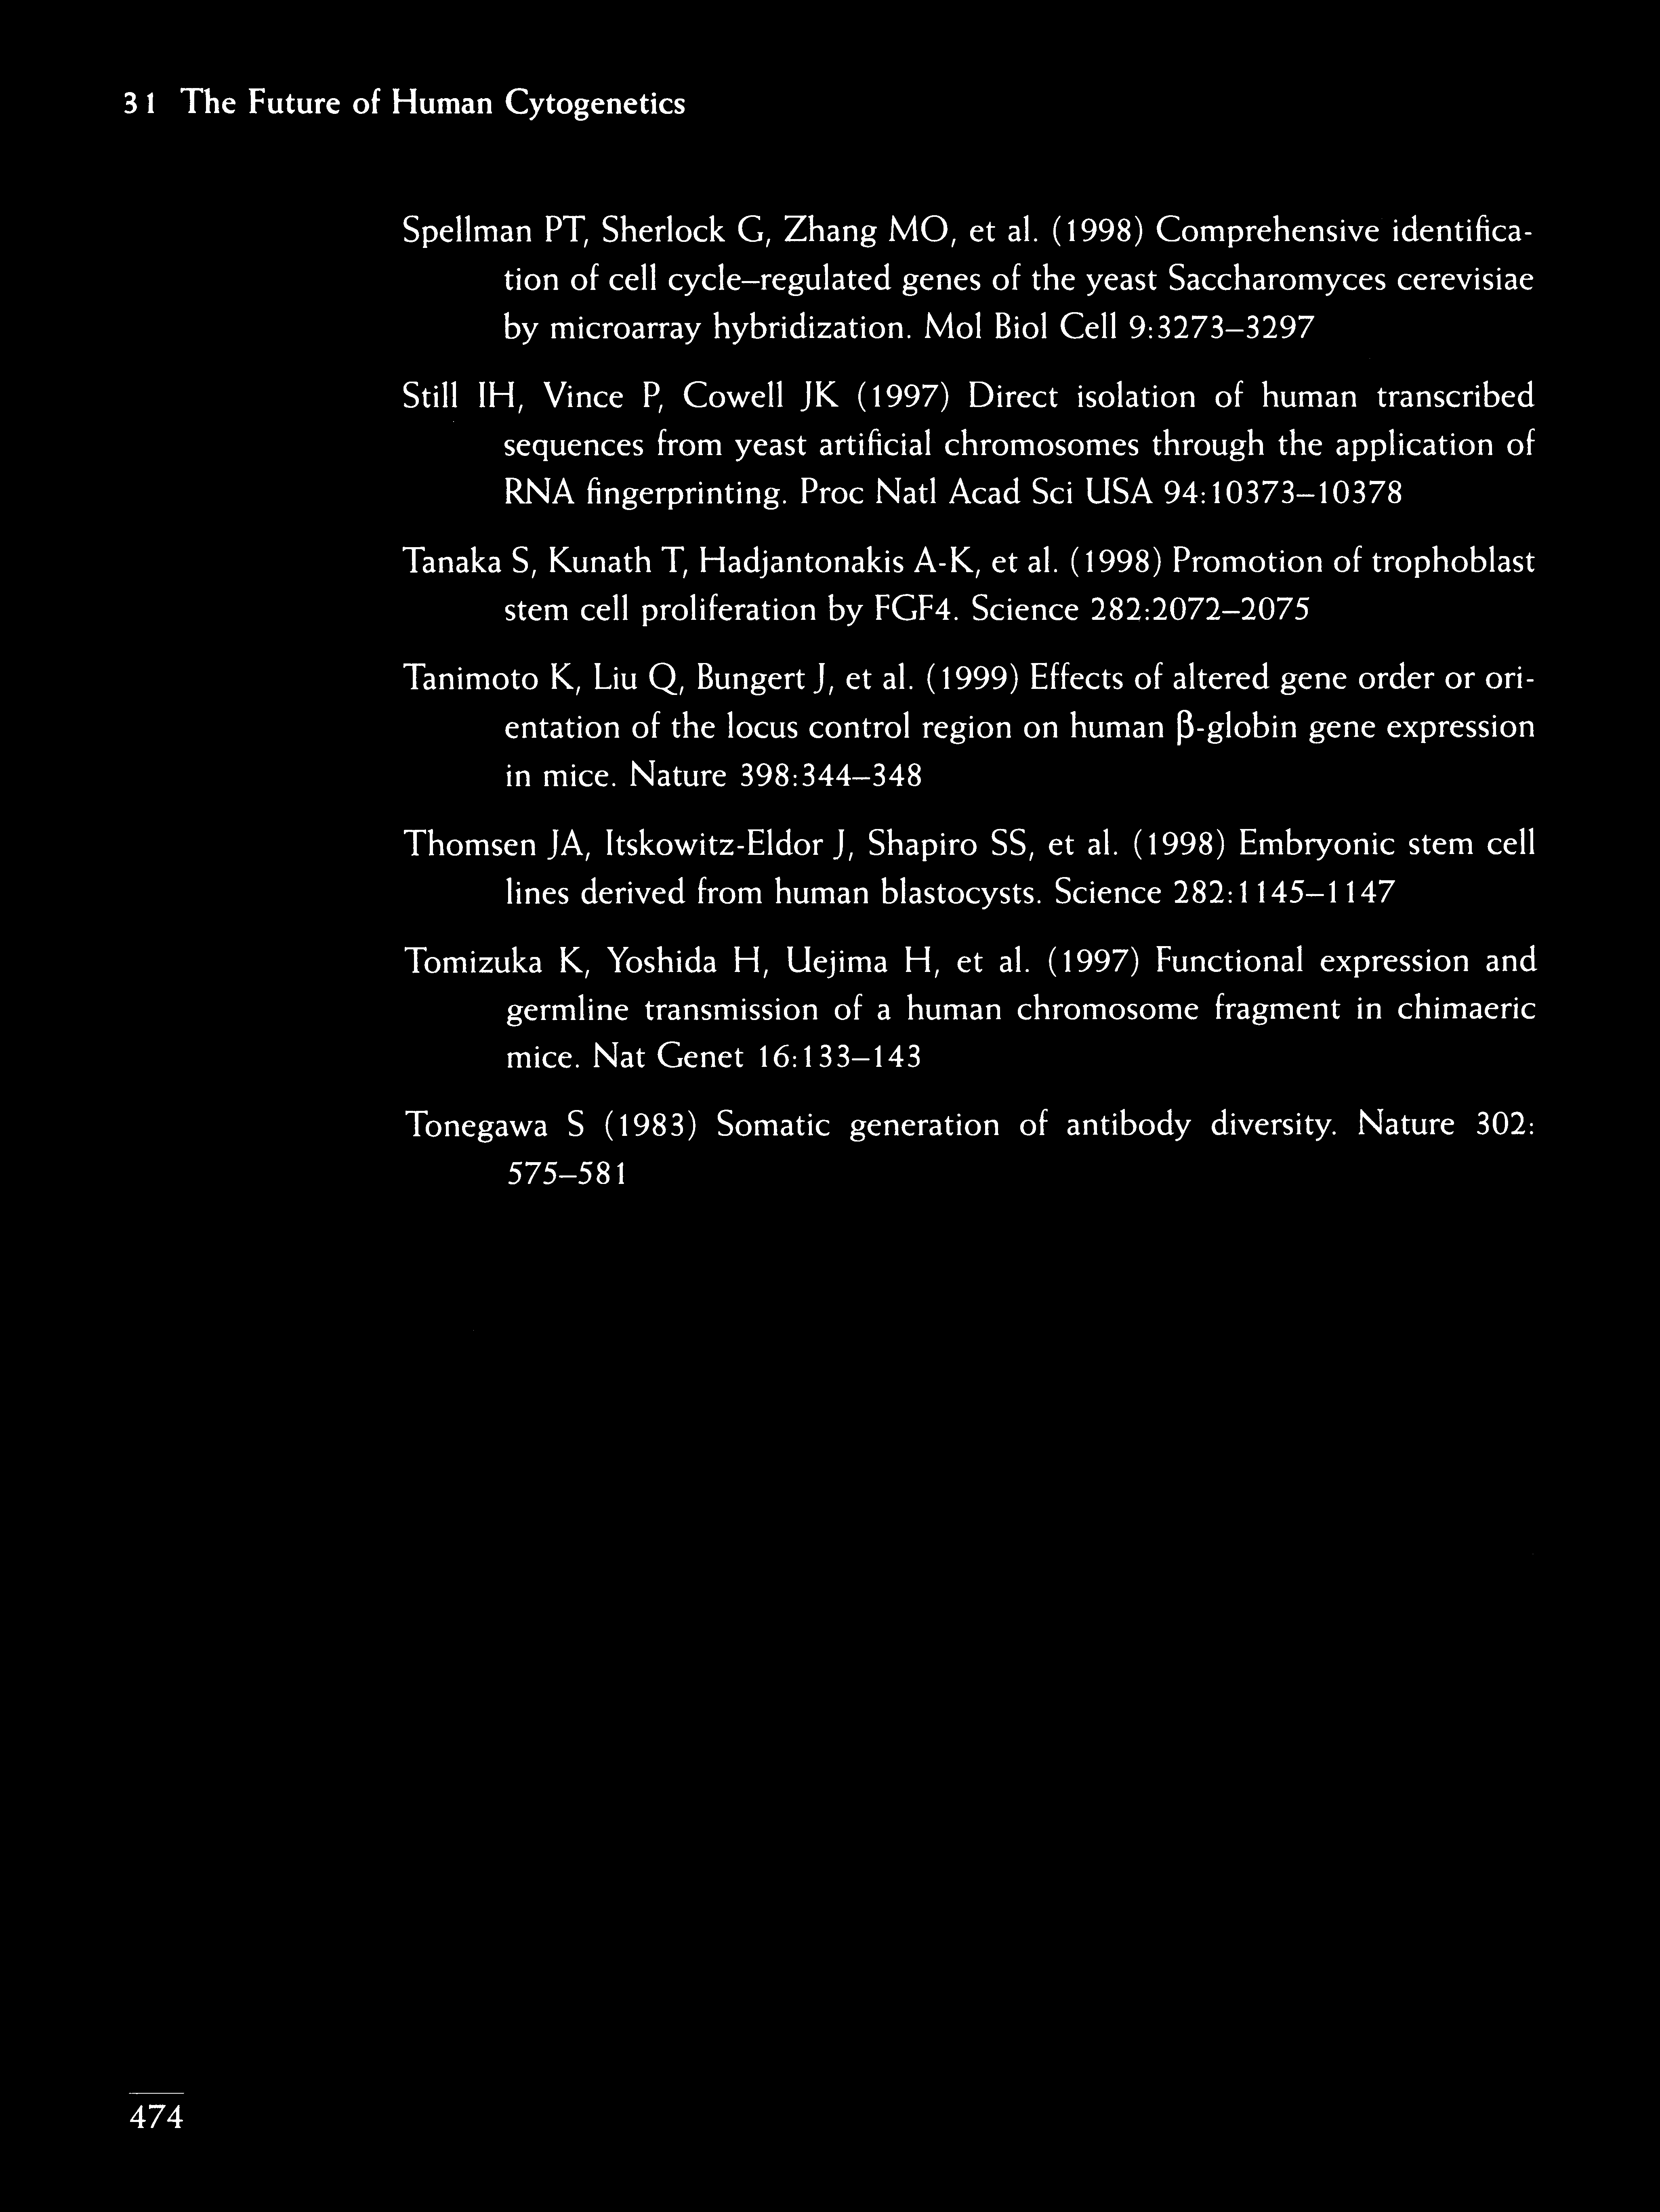 31 The Future of Human Cytogenetics
Spellman PT, Sherlock G, Zhang MO, et al. (1998) Comprehensive identifica-
tion of cell cycle–regulated genes of the yeast Saccharomyces cerevisiae
by microarray hybridization. Mol Biol Cell 9:3273–3297
Still IH, Vince P, Cowell JK (1997) Direct isolation of human transcribed
sequences from yeast artificial chromosomes through the application of
RNA fingerprinting. Proc Natl Acad Sci USA 94:10373–10378
Tanaka S, Kunath T, Hadjantonakis A-K, et al. (1998) Promotion of trophoblast
stem cell proliferation by FGF4. Science 282:2072–2075
Tanimoto K, Liu Q, Bungert J, et al. (1999) Effects of altered gene order or ori-
entation of the locus control region on human β-globin gene expression
in mice. Nature 398:344–348
Thomsen JA, Itskowitz-Eldor J, Shapiro SS, et al. (1998) Embryonic stem cell
lines derived from human blastocysts. Science 282:1145–1147
Tomizuka K, Yoshida H, Uejima H, et al. (1997) Functional expression and
germline transmission of a human chromosome fragment in chimaeric
mice. Nat Genet 16:133–143
Tonegawa S (1983) Somatic generation of antibody diversity. Nature 302:
575–581
474